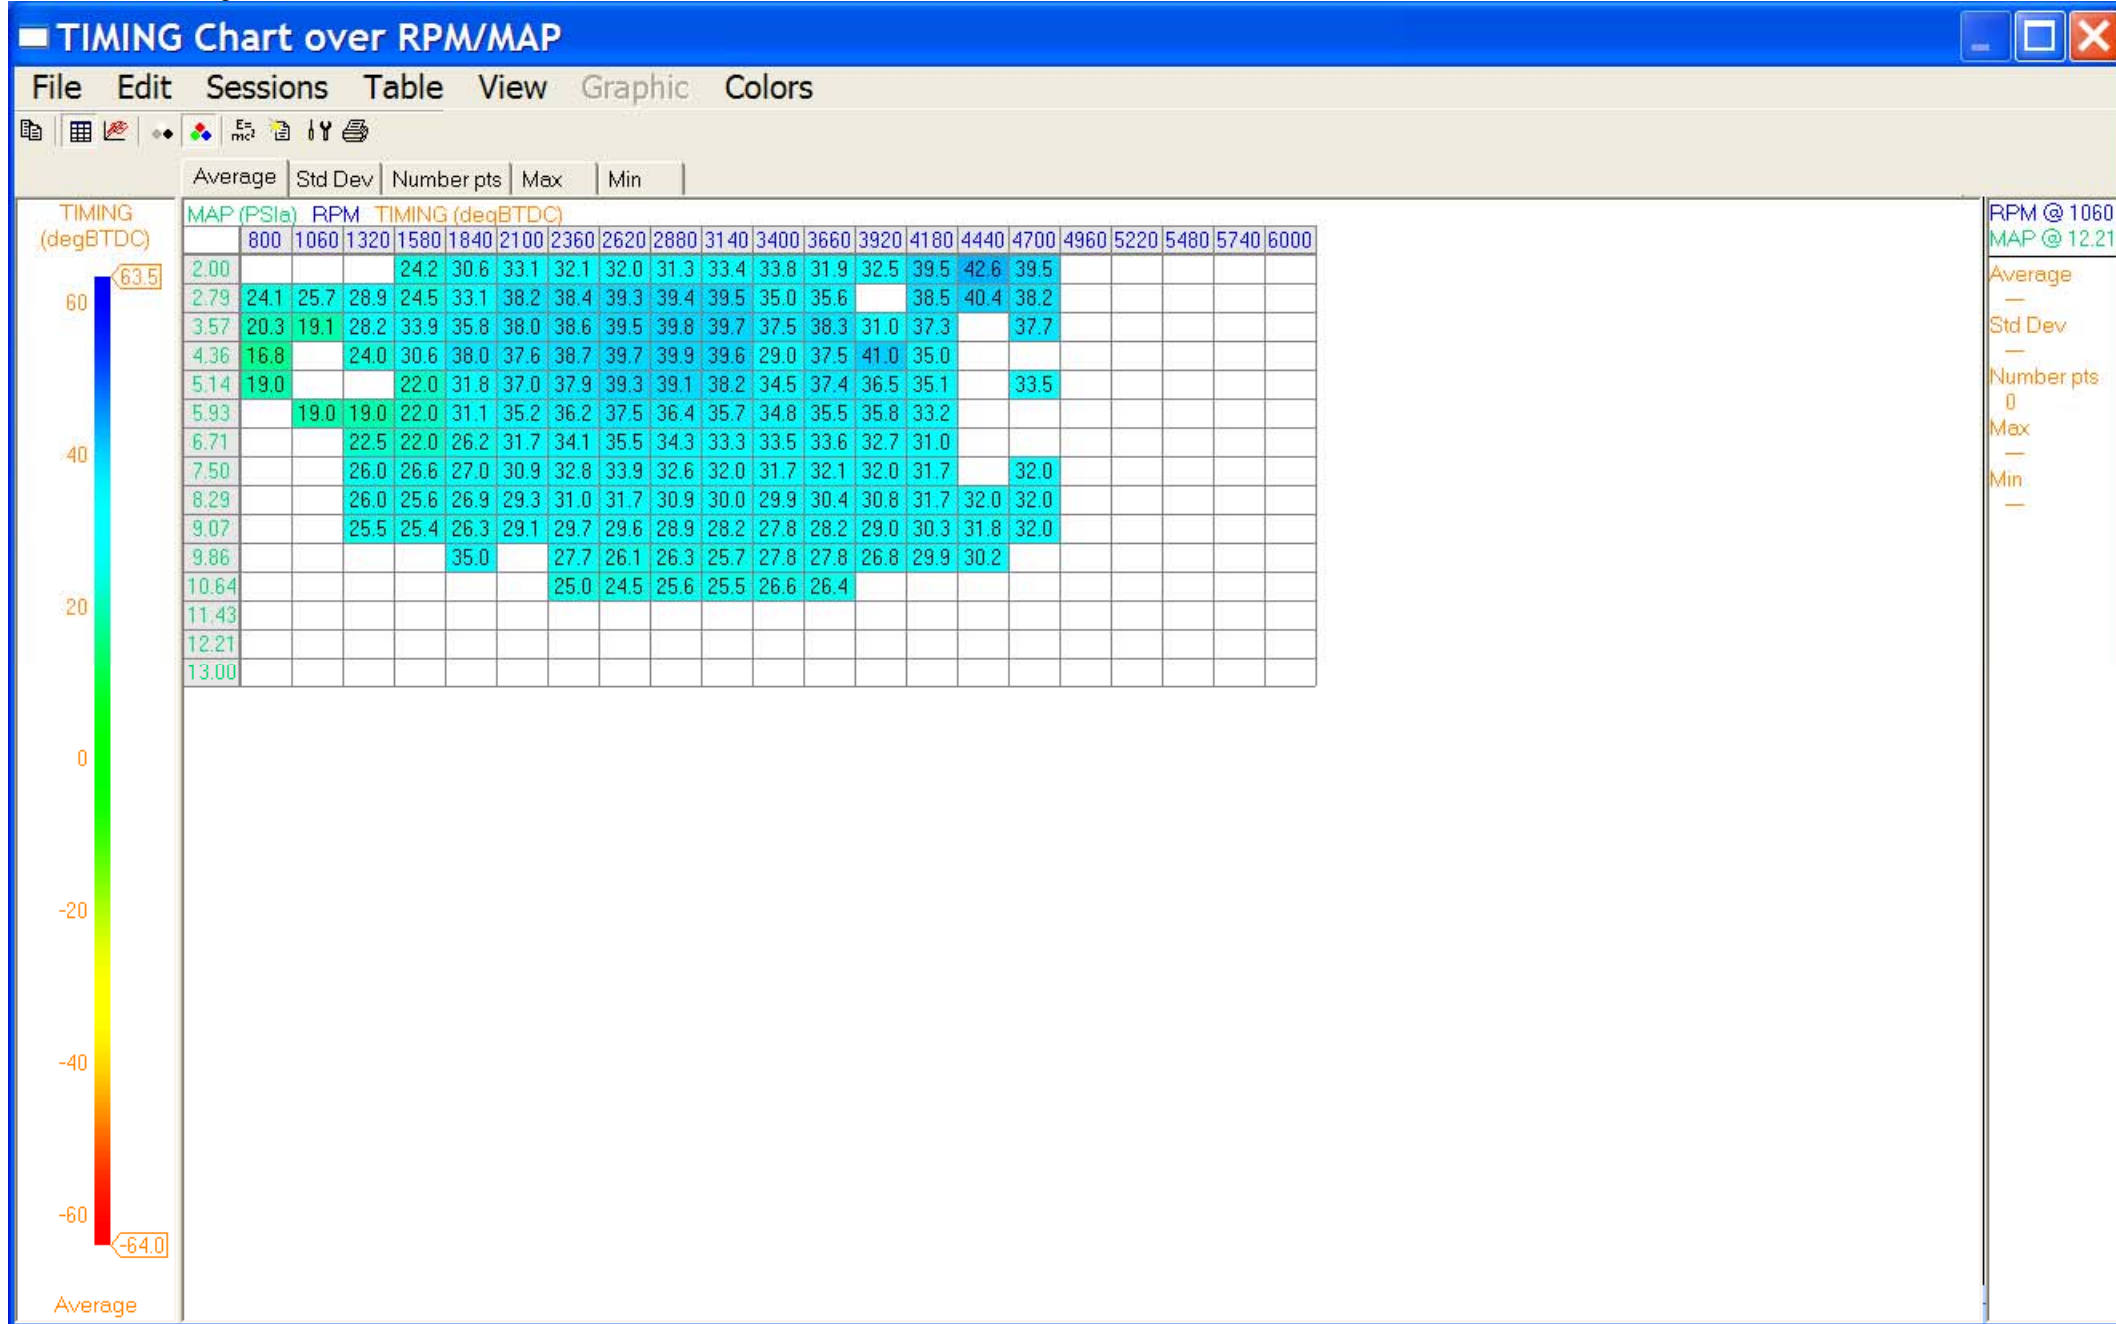 TIMING Chart over RPM/MAP
File Edit Sessions Table View Graphic Colors
E= mc²
Average Std Dev Number pts Max Min
TIMING
(degBTDC)
63.5
60
40
20
0
-20
-40
-60
-64.0
Average
MAP (PSIa) RPM TIMING (degBTDC)
800 1060 1320 1580 1840 2100 2360 2620 2880 3140 3400 3660 3920 4180 4440 4700 4960 5220 5480 5740 6000
2.00 24.2 30.6 33.1 32.1 32.0 31.3 33.4 33.8 31.9 32.5 39.5 42.6 39.5
2.79 24.1 25.7 28.9 24.5 33.1 38.2 38.4 39.3 39.4 39.5 35.0 35.6 38.5 40.4 38.2
3.57 20.3 19.1 28.2 33.9 35.8 38.0 38.6 39.5 39.8 39.7 37.5 38.3 31.0 37.3 37.7
4.36 16.8 24.0 30.6 38.0 37.6 38.7 39.7 39.9 39.6 29.0 37.5 41.0 35.0
5.14 19.0 22.0 31.8 37.0 37.9 39.3 39.1 38.2 34.5 37.4 36.5 35.1 33.5
5.93 19.0 19.0 22.0 31.1 35.2 36.2 37.5 36.4 35.7 34.8 35.5 35.8 33.2
6.71 22.5 22.0 26.2 31.7 34.1 35.5 34.3 33.3 33.5 33.6 32.7 31.0
7.50 26.0 26.6 27.0 30.9 32.8 33.9 32.6 32.0 31.7 32.1 32.0 31.7 32.0
8.29 26.0 25.6 26.9 29.3 31.0 31.7 30.9 30.0 29.9 30.4 30.8 31.7 32.0 32.0
9.07 25.5 25.4 26.3 29.1 29.7 29.6 28.9 28.2 27.8 28.2 29.0 30.3 31.8 32.0
9.86 35.0 27.7 26.1 26.3 25.7 27.8 27.8 26.8 29.9 30.2
10.64 25.0 24.5 25.6 25.5 26.6 26.4
11.43
12.21
13.00
RPM @ 1060
MAP @ 12.21
Average
—
Std Dev
—
Number pts
0
Max
—
Min
—